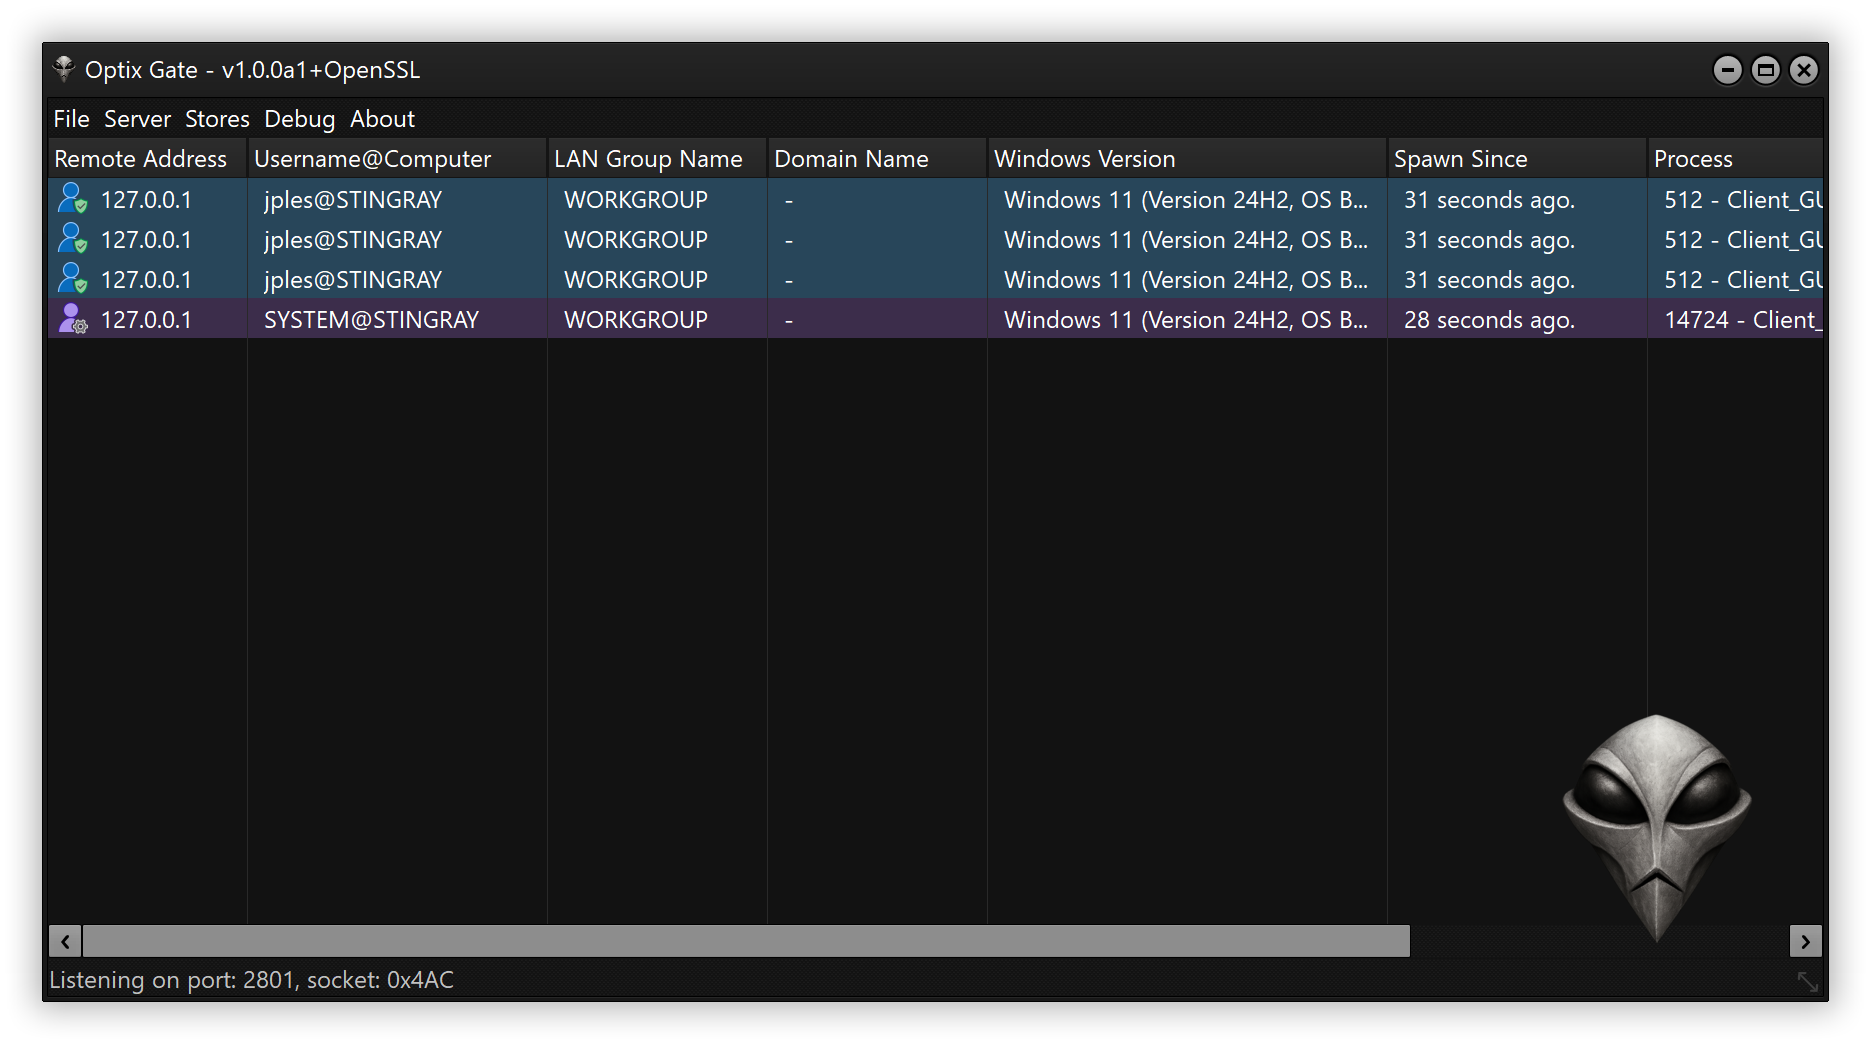 Optix Gate - v1.0.0a1+OpenSSL
File Server Stores Debug About
Remote Address Username@Computer LAN Group Name Domain Name Windows Version Spawn Since Process
127.0.0.1 jples@STINGRAY WORKGROUP - Windows 11 (Version 24H2, OS B... 31 seconds ago. 512 - Client_GU
127.0.0.1 jples@STINGRAY WORKGROUP - Windows 11 (Version 24H2, OS B... 31 seconds ago. 512 - Client_GU
127.0.0.1 jples@STINGRAY WORKGROUP - Windows 11 (Version 24H2, OS B... 31 seconds ago. 512 - Client_GU
127.0.0.1 SYSTEM@STINGRAY WORKGROUP - Windows 11 (Version 24H2, OS B... 28 seconds ago. 14724 - Client_
Listening on port: 2801, socket: 0x4AC